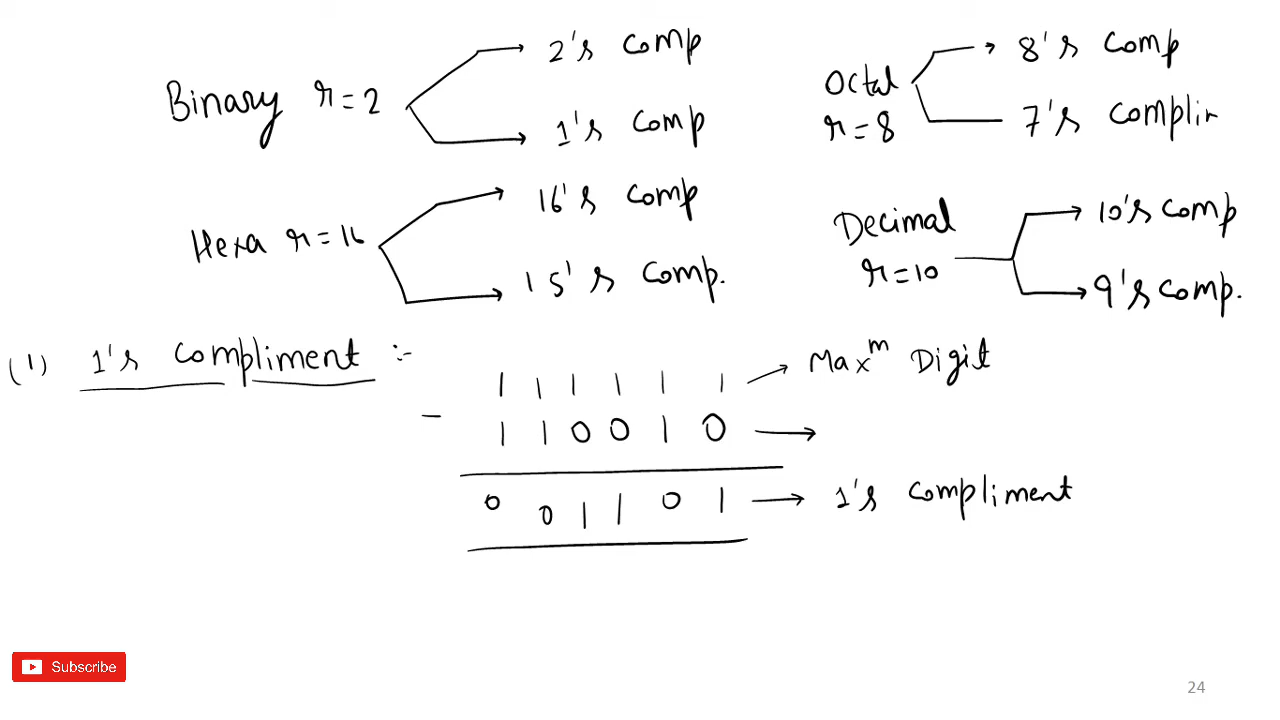 2's comp
Binary r=2
1's comp
8's comp
Octal
r=8
7's complim
16's comp
Hexa r=16
15's comp.
10's comp
Decimal
r=10
9's comp.
(1) 1's compliment :-
1 1 1 1 1 1 → Maxᵐ Digit
- 1 1 0 0 1 0 →
0 0 1 1 0 1 → 1's compliment
Subscribe
24